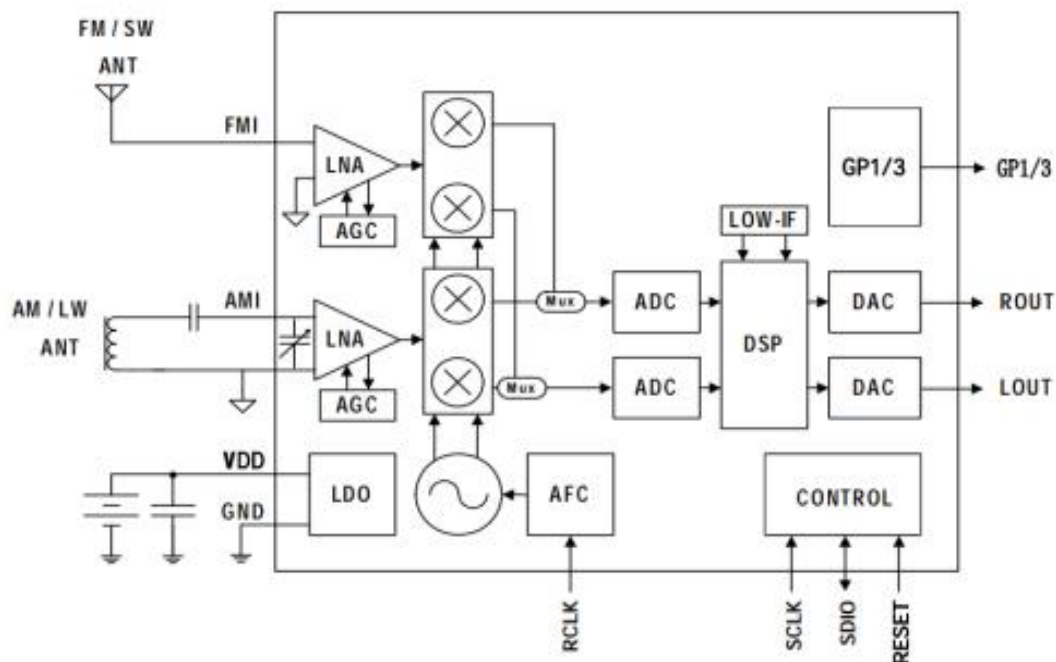 FM / SW
ANT
FMI
LNA
AGC
GP1/3
GP1/3
LOW-IF
AM / LW
ANT
AMI
LNA
AGC
Mux
ADC
DSP
DAC
ROUT
Mux
ADC
DAC
LOUT
VDD
GND
LDO
AFC
CONTROL
RCLK
SCLK
SDIO
RESET